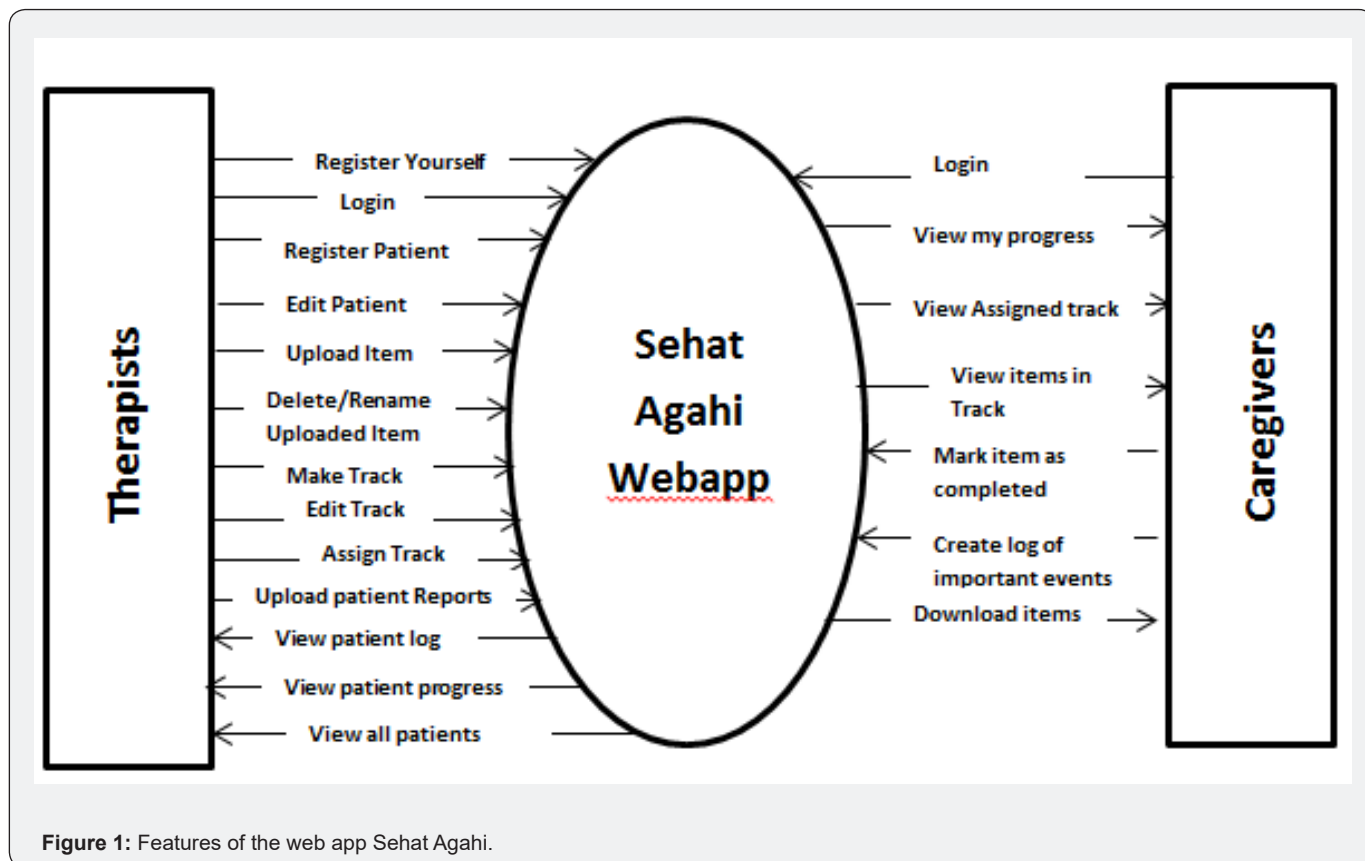 Therapists
Register Yourself
Login
Register Patient
Edit Patient
Upload Item
Delete/Rename
Uploaded Item
Make Track
Edit Track
Assign Track
Upload patient Reports
View patient log
View patient progress
View all patients
Sehat
Agahi
Webapp
Login
View my progress
View Assigned track
View items in
Track
Mark item as
completed
Create log of
important events
Download items
Caregivers
Figure 1: Features of the web app Sehat Agahi.